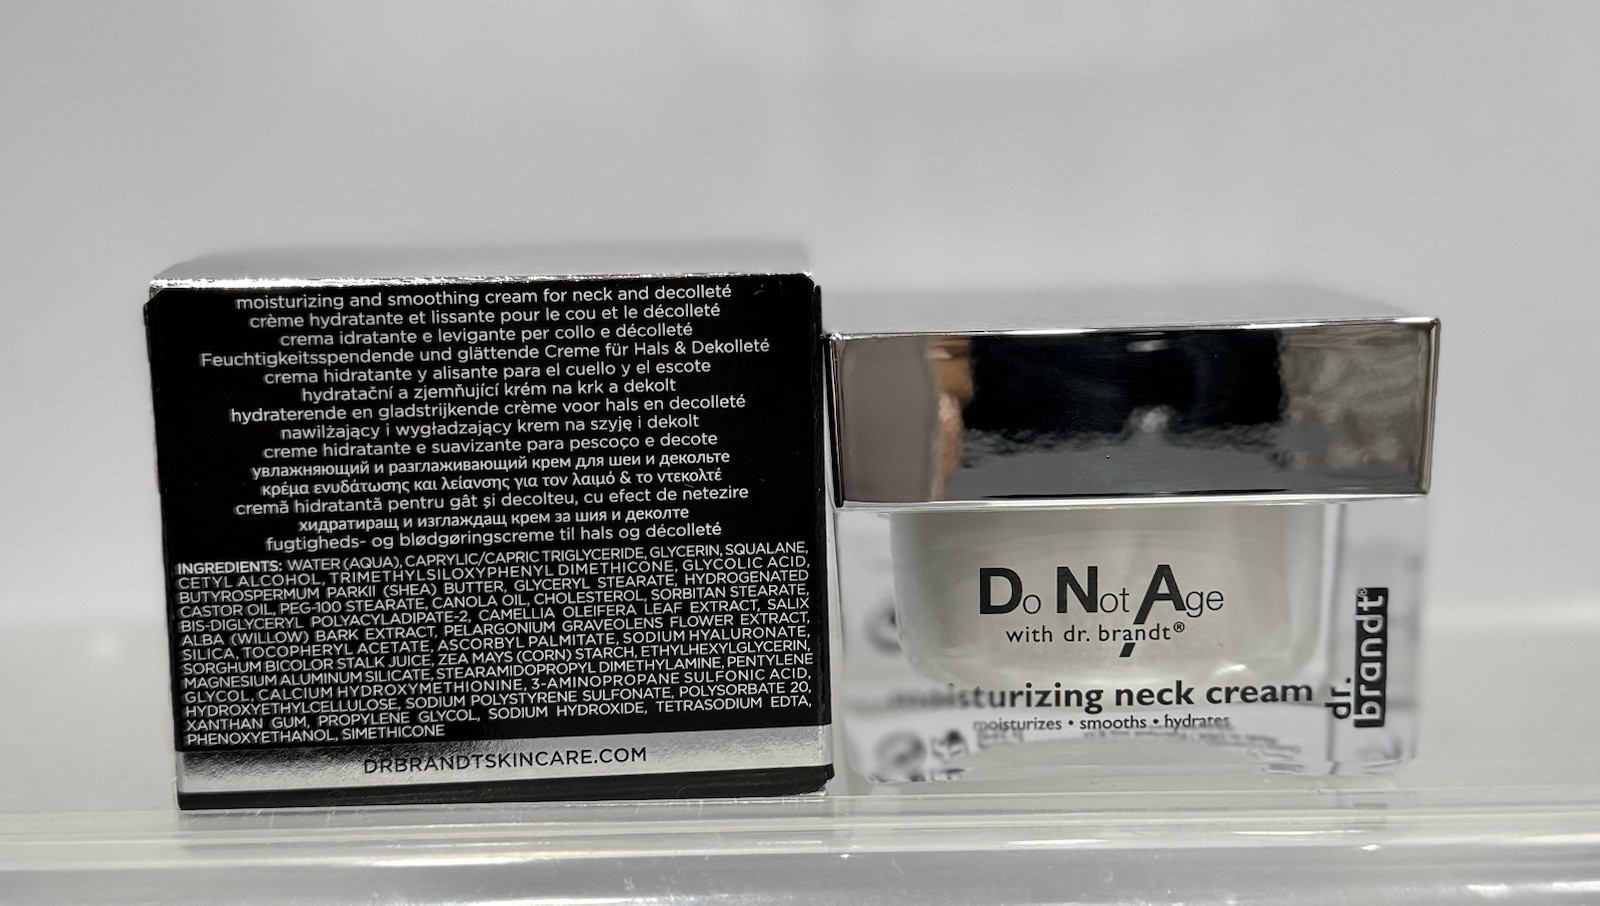 moisturizing and smoothing cream for neck and decolleté
crème hydratante et lissante pour le cou et le décolleté
crema idratante e levigante per collo e décolleté
Feuchtigkeitsspendende und glättende Creme für Hals & Dekolleté
crema hidratante y alisante para el cuello y el escote
hydratační a zjemňující krém na krk a dekolt
hydraterende en gladstrijkende crème voor hals en decolleté
nawilżający i wygładzający krem na szyję i dekolt
creme hidratante e suavizante para pescoço e decote
увлажняющий и разглаживающий крем для шеи и декольте
κρέμα ενυδάτωσης και λείανσης για τον λαιμό & το ντεκολτέ
cremă hidratantă pentru gât și decolteu, cu efect de netezire
хидратиращ и изглаждащ крем за шия и деколте
fugtigheds- og blødgøringscreme til hals og décolleté
INGREDIENTS: WATER (AQUA), CAPRYLIC/CAPRIC TRIGLYCERIDE, GLYCERIN, SQUALANE,
CETYL ALCOHOL, TRIMETHYLSILOXYPHENYL DIMETHICONE, GLYCOLIC ACID,
BUTYROSPERMUM PARKII (SHEA) BUTTER, GLYCERYL STEARATE, HYDROGENATED
CASTOR OIL, PEG-100 STEARATE, CANOLA OIL, CHOLESTEROL, SORBITAN STEARATE,
BIS-DIGLYCERYL POLYACYLADIPATE-2, CAMELLIA OLEIFERA LEAF EXTRACT, SALIX
ALBA (WILLOW) BARK EXTRACT, PELARGONIUM GRAVEOLENS FLOWER EXTRACT,
SILICA, TOCOPHERYL ACETATE, ASCORBYL PALMITATE, SODIUM HYALURONATE,
SORGHUM BICOLOR STALK JUICE, ZEA MAYS (CORN) STARCH, ETHYLHEXYLGLYCERIN,
MAGNESIUM ALUMINUM SILICATE, STEARAMIDOPROPYL DIMETHYLAMINE, PENTYLENE
GLYCOL, CALCIUM HYDROXYMETHIONINE, 3-AMINOPROPANE SULFONIC ACID,
HYDROXYETHYLCELLULOSE, SODIUM POLYSTYRENE SULFONATE, POLYSORBATE 20,
XANTHAN GUM, PROPYLENE GLYCOL, SODIUM HYDROXIDE, TETRASODIUM EDTA,
PHENOXYETHANOL, SIMETHICONE
DRBRANDTSKINCARE.COM
Do Not Age
with dr. brandt®
moisturizing neck cream
moisturizes • smooths • hydrates
dr.
brandt®